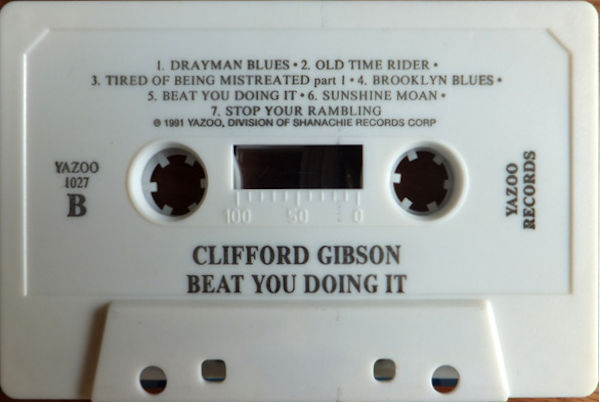 1. DRAYMAN BLUES • 2. OLD TIME RIDER •
3. TIRED OF BEING MISTREATED part 1 • 4. BROOKLYN BLUES •
5. BEAT YOU DOING IT • 6. SUNSHINE MOAN •
7. STOP YOUR RAMBLING
℗ 1991 YAZOO, DIVISION OF SHANACHIE RECORDS CORP
YAZOO
1027
B
YAZOO
RECORDS
100 50 0
CLIFFORD GIBSON
BEAT YOU DOING IT